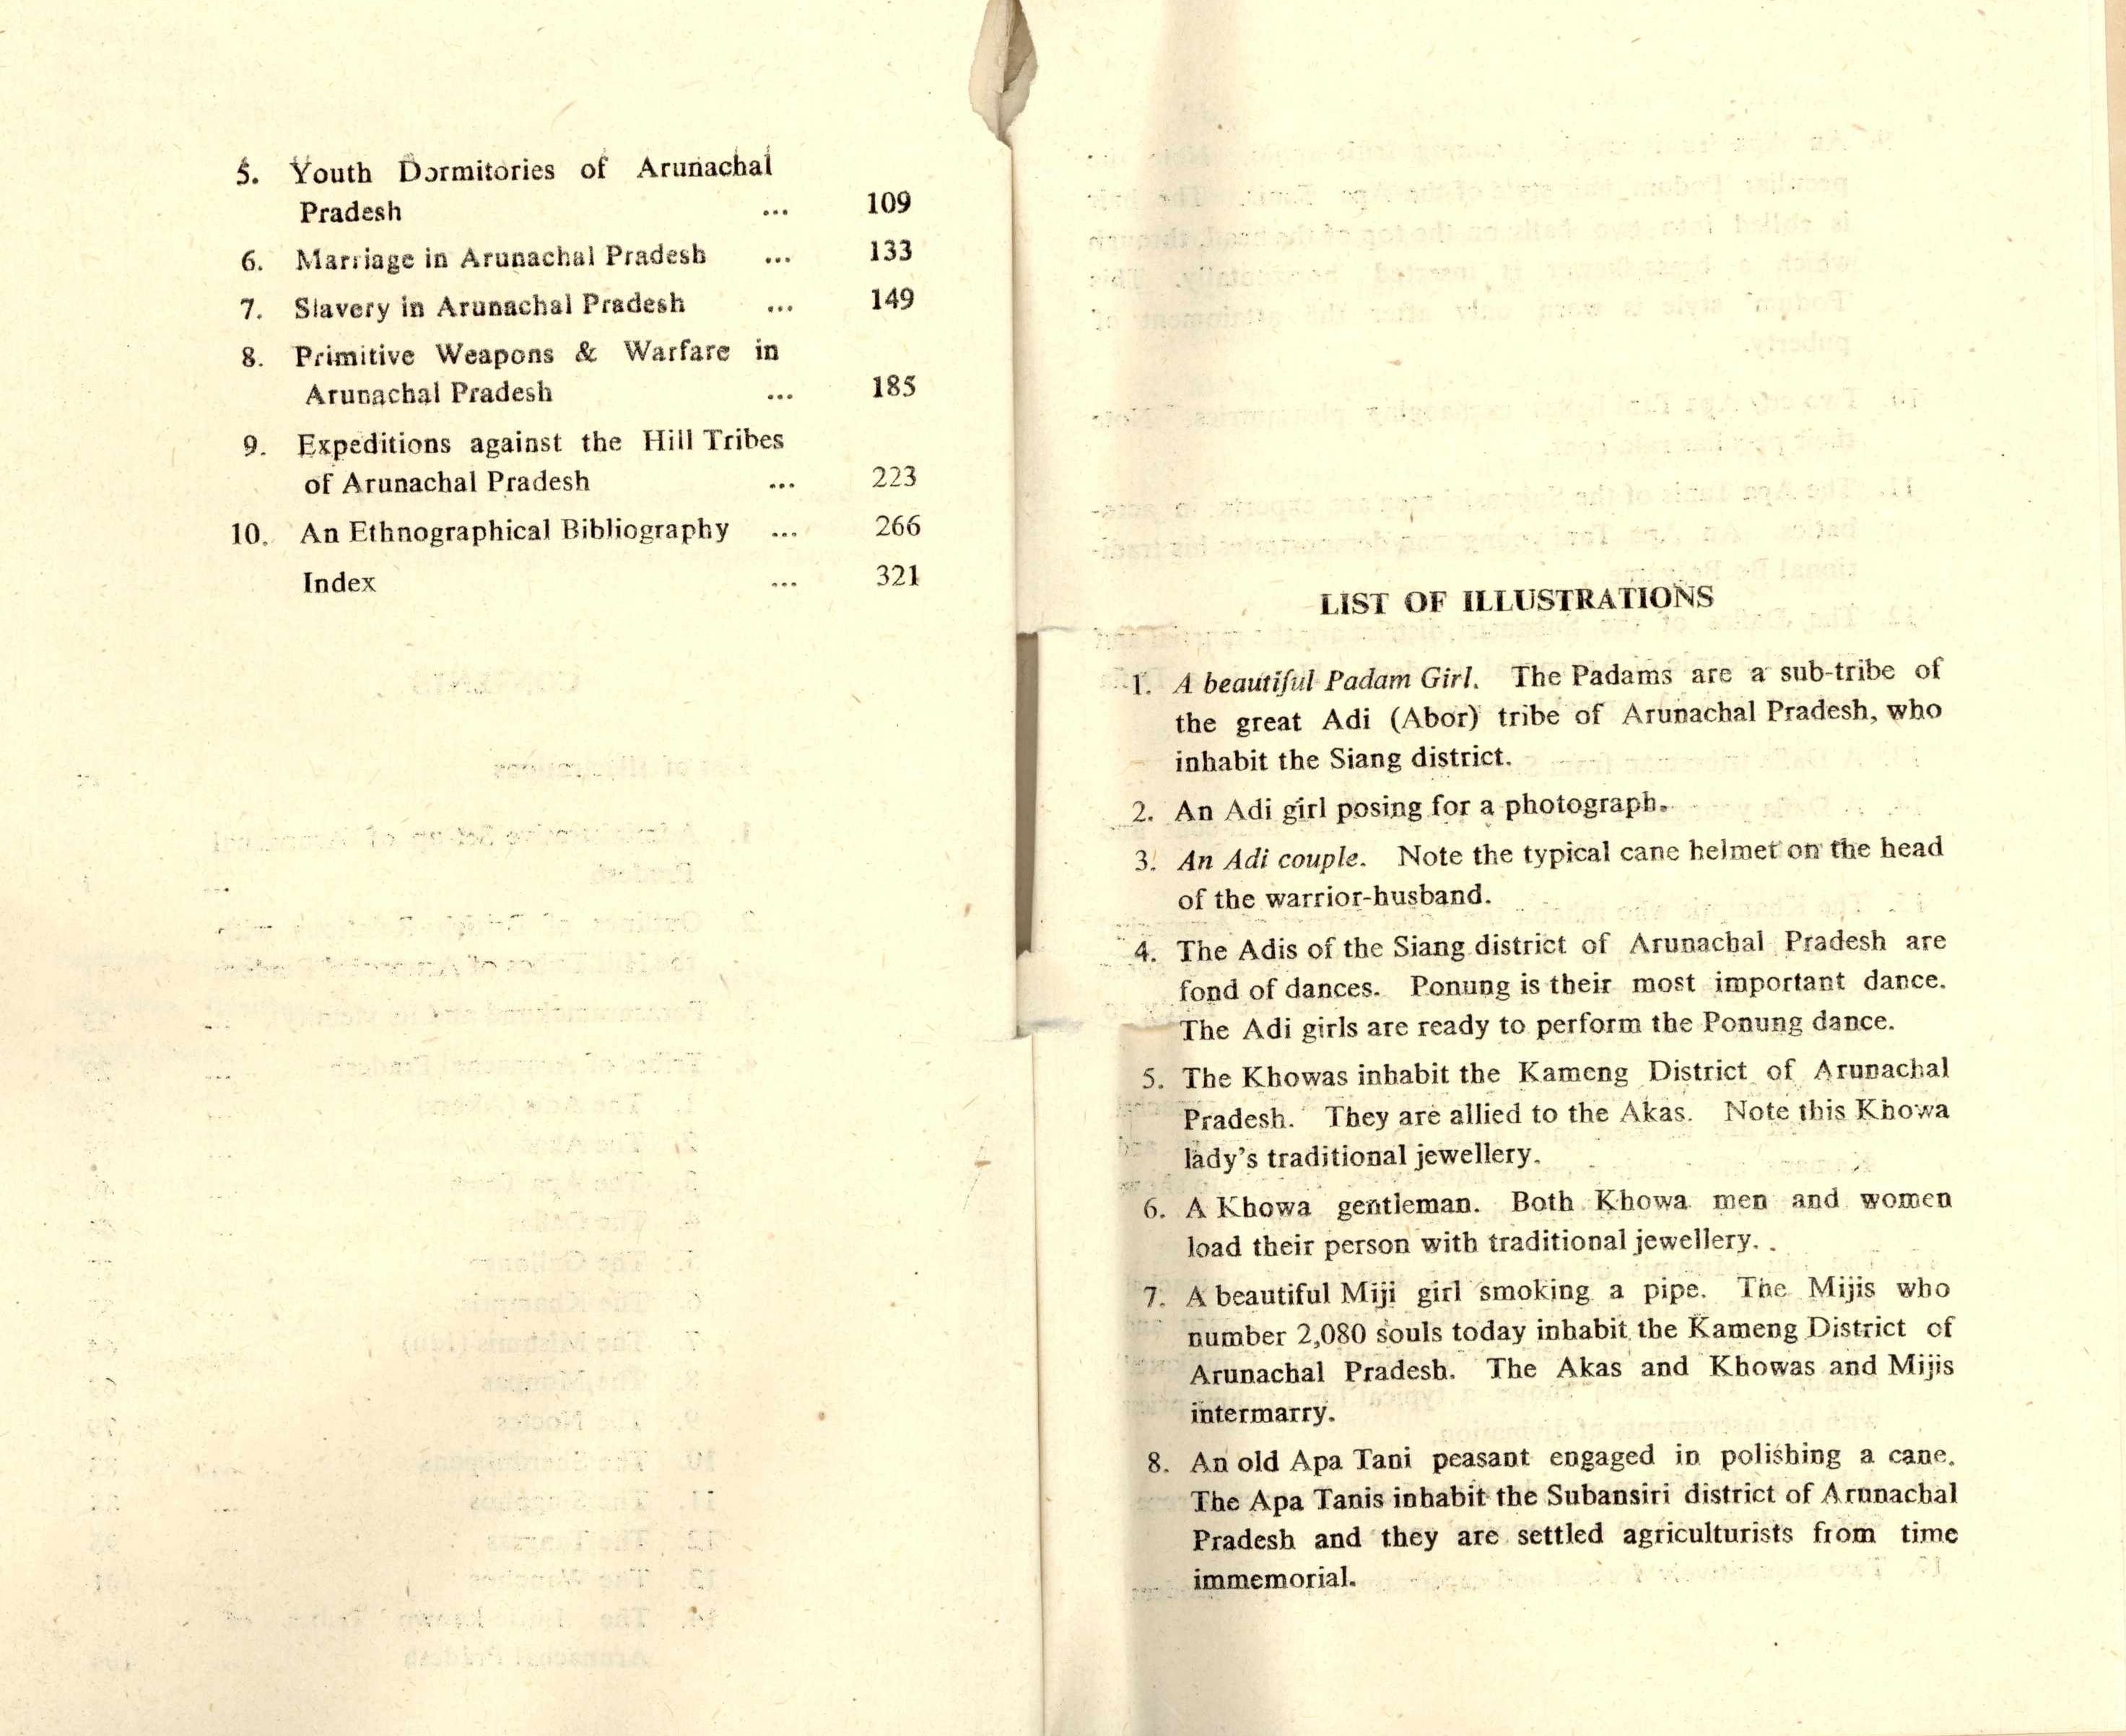 5. Youth Dormitories of Arunachal
Pradesh ... 109
6. Marriage in Arunachal Pradesh ... 133
7. Slavery in Arunachal Pradesh ... 149
8. Primitive Weapons & Warfare in
Arunachal Pradesh ... 185
9. Expeditions against the Hill Tribes
of Arunachal Pradesh ... 223
10. An Ethnographical Bibliography ... 266
Index ... 321
LIST OF ILLUSTRATIONS
1. A beautiful Padam Girl. The Padams are a sub-tribe of
the great Adi (Abor) tribe of Arunachal Pradesh, who
inhabit the Siang district.
2. An Adi girl posing for a photograph.
3. An Adi couple. Note the typical cane helmet on the head
of the warrior-husband.
4. The Adis of the Siang district of Arunachal Pradesh are
fond of dances. Ponung is their most important dance.
The Adi girls are ready to perform the Ponung dance.
5. The Khowas inhabit the Kameng District of Arunachal
Pradesh. They are allied to the Akas. Note this Khowa
lady's traditional jewellery.
6. A Khowa gentleman. Both Khowa men and women
load their person with traditional jewellery.
7. A beautiful Miji girl smoking a pipe. The Mijis who
number 2,080 souls today inhabit the Kameng District of
Arunachal Pradesh. The Akas and Khowas and Mijis
intermarry.
8. An old Apa Tani peasant engaged in polishing a cane.
The Apa Tanis inhabit the Subansiri district of Arunachal
Pradesh and they are settled agriculturists from time
immemorial.